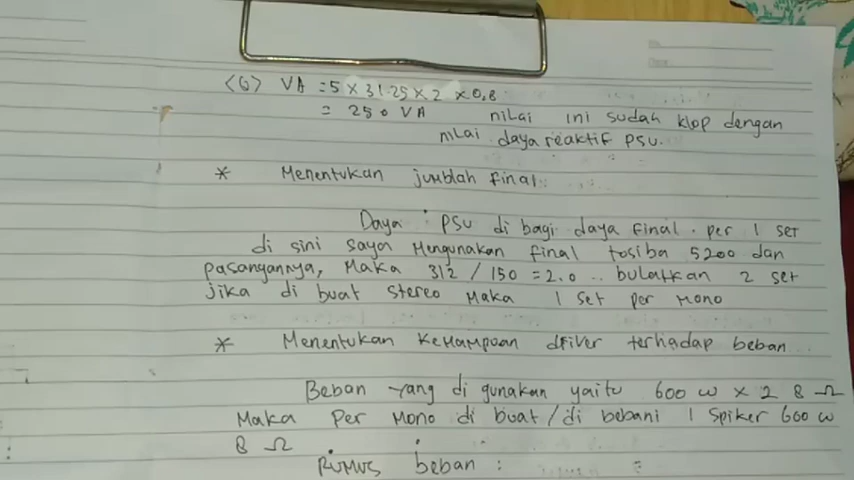 <G> VA = 5 x 31.25 x 2 x 0,8
= 250 VA nilai ini sudah klop dengan
nilai daya reaktif PSU.
* Menentukan jumblah final.
Daya PSU di bagi daya final. per 1 set
di sini saya Mengunakan final tosiba 5200 dan
pasangannya, Maka 312 / 150 = 2.0 .. bulatkan 2 set
jika di buat stereo Maka 1 set per mono
* Menentukan Kemampuan driver terhadap beban
Beban yang di gunakan yaitu 600 w x 2 8 Ω
Maka Per Mono di buat / di bebani 1 Spiker 600 w
8 Ω
RUMUS beban :